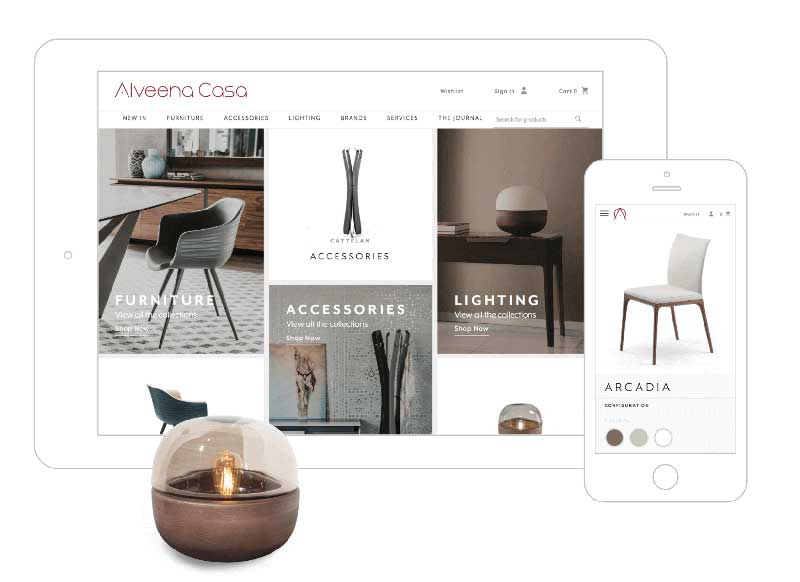 Alveena Casa
Wishlist
Sign in
Cart 0
NEW IN
FURNITURE
ACCESSORIES
LIGHTING
BRANDS
SERVICES
THE JOURNAL
Search for products
CATTELAN
ACCESSORIES
FURNITURE
View all the collections
Shop Now
ACCESSORIES
View all the collections
Shop Now
LIGHTING
View all the collections
Shop Now
Wishlist
0
ARCADIA
CONFIGURATION